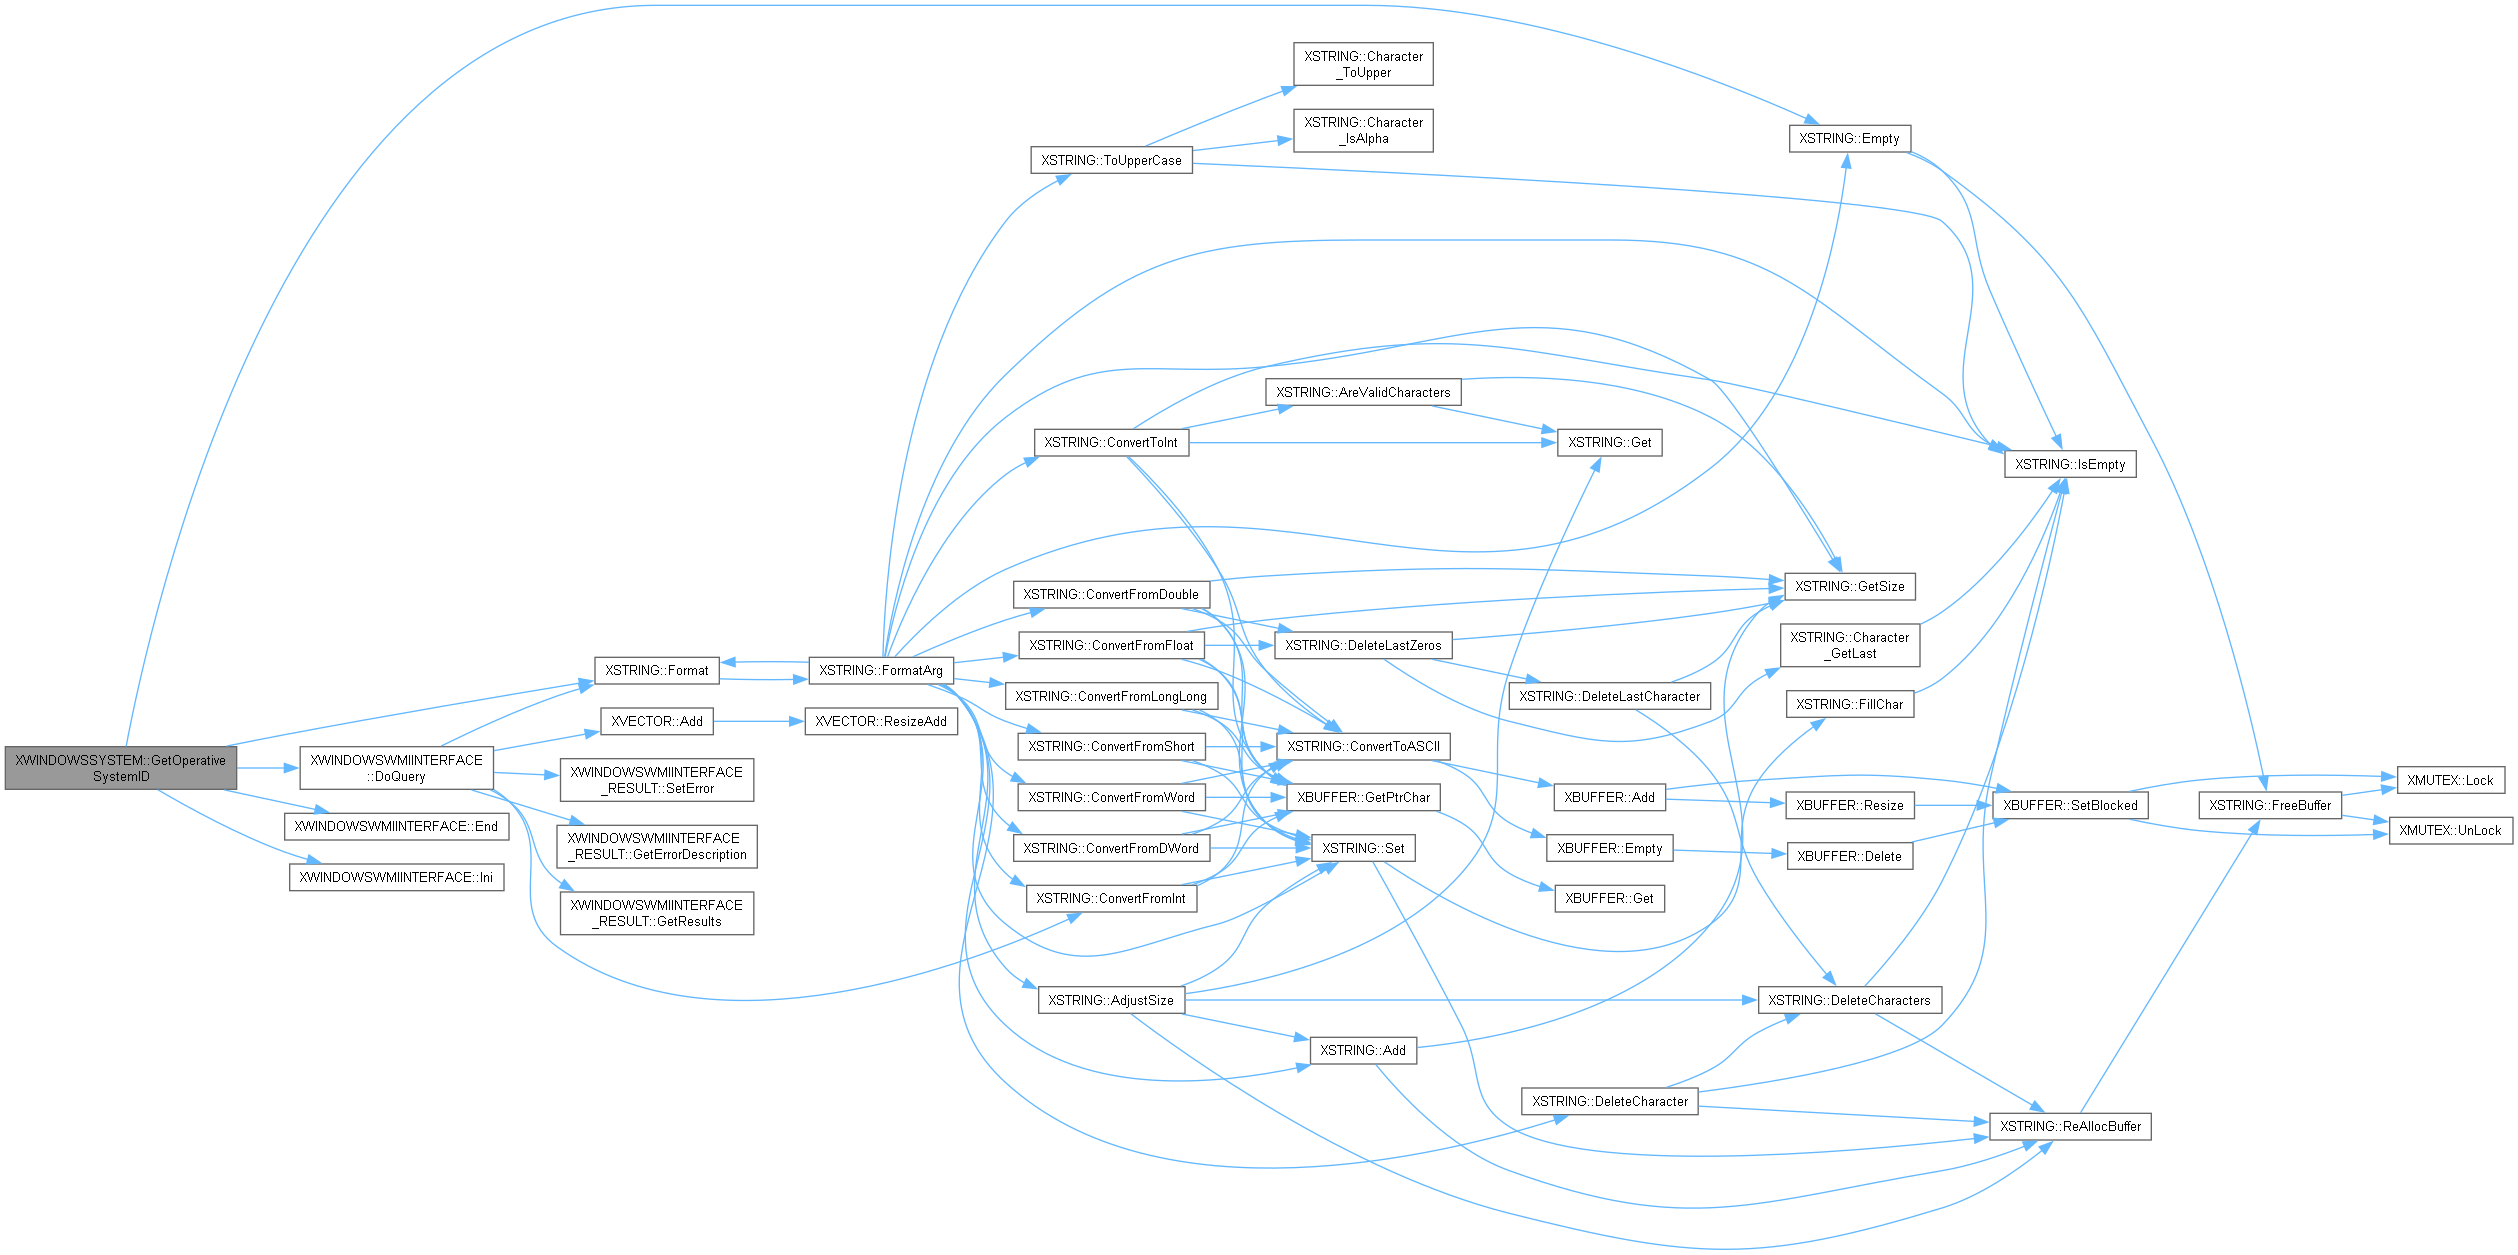 XWINDOWSSYSTEM::GetOperative
SystemID
XSTRING::Format
XWINDOWSWMIINTERFACE
::DoQuery
XWINDOWSWMIINTERFACE::End
XWINDOWSWMIINTERFACE::Ini
XVECTOR::Add
XWINDOWSWMIINTERFACE
_RESULT::SetError
XWINDOWSWMIINTERFACE
_RESULT::GetErrorDescription
XWINDOWSWMIINTERFACE
_RESULT::GetResults
XSTRING::FormatArg
XVECTOR::ResizeAdd
XSTRING::ToUpperCase
XSTRING::ConvertToInt
XSTRING::ConvertFromDouble
XSTRING::ConvertFromFloat
XSTRING::ConvertFromLongLong
XSTRING::ConvertFromShort
XSTRING::ConvertFromWord
XSTRING::ConvertFromDWord
XSTRING::ConvertFromInt
XSTRING::AdjustSize
XSTRING::Character
_ToUpper
XSTRING::Character
_IsAlpha
XSTRING::AreValidCharacters
XSTRING::DeleteLastZeros
XSTRING::ConvertToASCII
XBUFFER::GetPtrChar
XSTRING::Set
XSTRING::Add
XSTRING::Get
XSTRING::DeleteLastCharacter
XBUFFER::Add
XBUFFER::Empty
XBUFFER::Get
XSTRING::DeleteCharacter
XSTRING::Empty
XSTRING::GetSize
XSTRING::Character
_GetLast
XSTRING::FillChar
XBUFFER::Resize
XBUFFER::Delete
XSTRING::DeleteCharacters
XSTRING::IsEmpty
XBUFFER::SetBlocked
XSTRING::ReAllocBuffer
XSTRING::FreeBuffer
XMUTEX::Lock
XMUTEX::UnLock